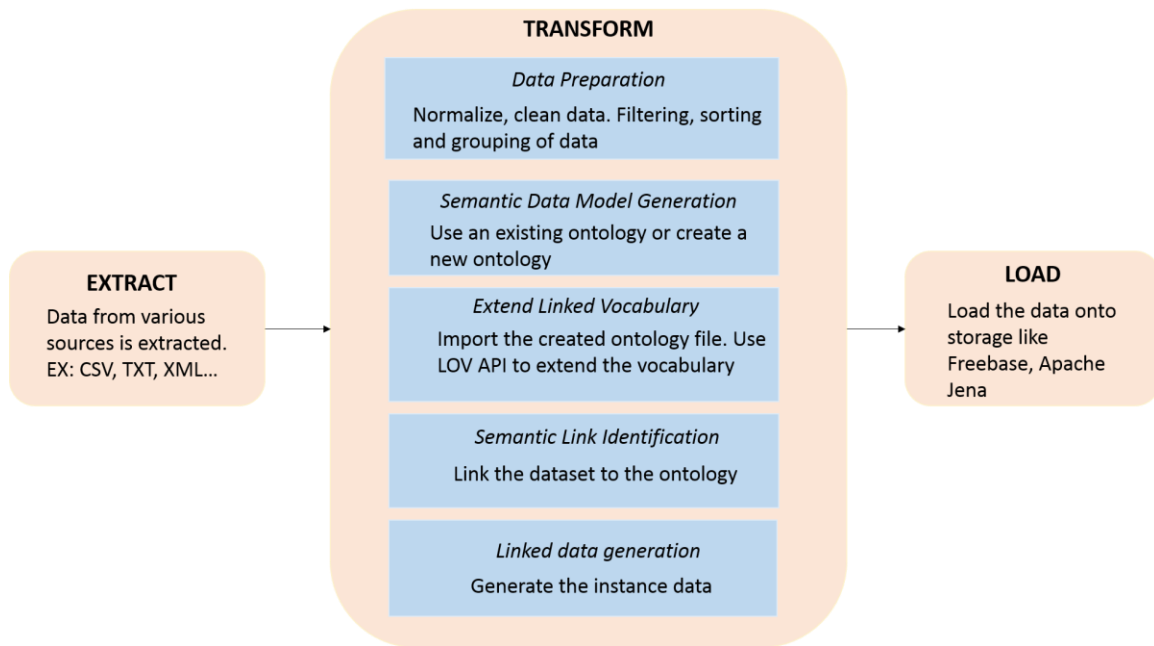 EXTRACT
Data from various
sources is extracted.
EX: CSV, TXT, XML...
TRANSFORM
Data Preparation
Normalize, clean data. Filtering, sorting
and grouping of data
Semantic Data Model Generation
Use an existing ontology or create a
new ontology
Extend Linked Vocabulary
Import the created ontology file. Use
LOV API to extend the vocabulary
Semantic Link Identification
Link the dataset to the ontology
Linked data generation
Generate the instance data
LOAD
Load the data onto
storage like
Freebase, Apache
Jena